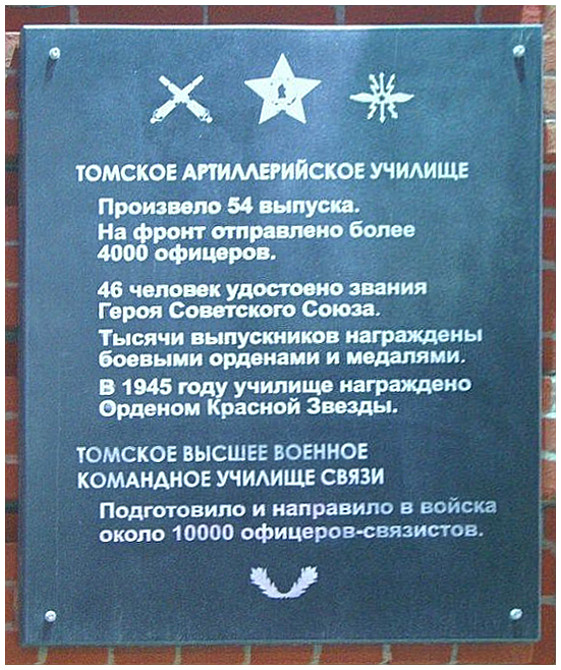 ТОМСКОЕ АРТИЛЛЕРИЙСКОЕ УЧИЛИЩЕ
Произвело 54 выпуска.
На фронт отправлено более
4000 офицеров.
46 человек удостоено звания
Героя Советского Союза.
Тысячи выпускников награждены
боевыми орденами и медалями.
В 1945 году училище награждено
Орденом Красной Звезды.
ТОМСКОЕ ВЫСШЕЕ ВОЕННОЕ
КОМАНДНОЕ УЧИЛИЩЕ СВЯЗИ
Подготовило и направило в войска
около 10000 офицеров-связистов.